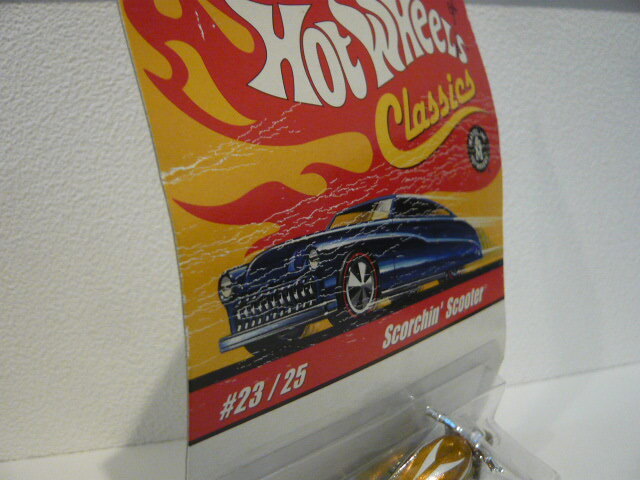 Hot Wheels
Classics
Scorchin' Scooter
#23 / 25